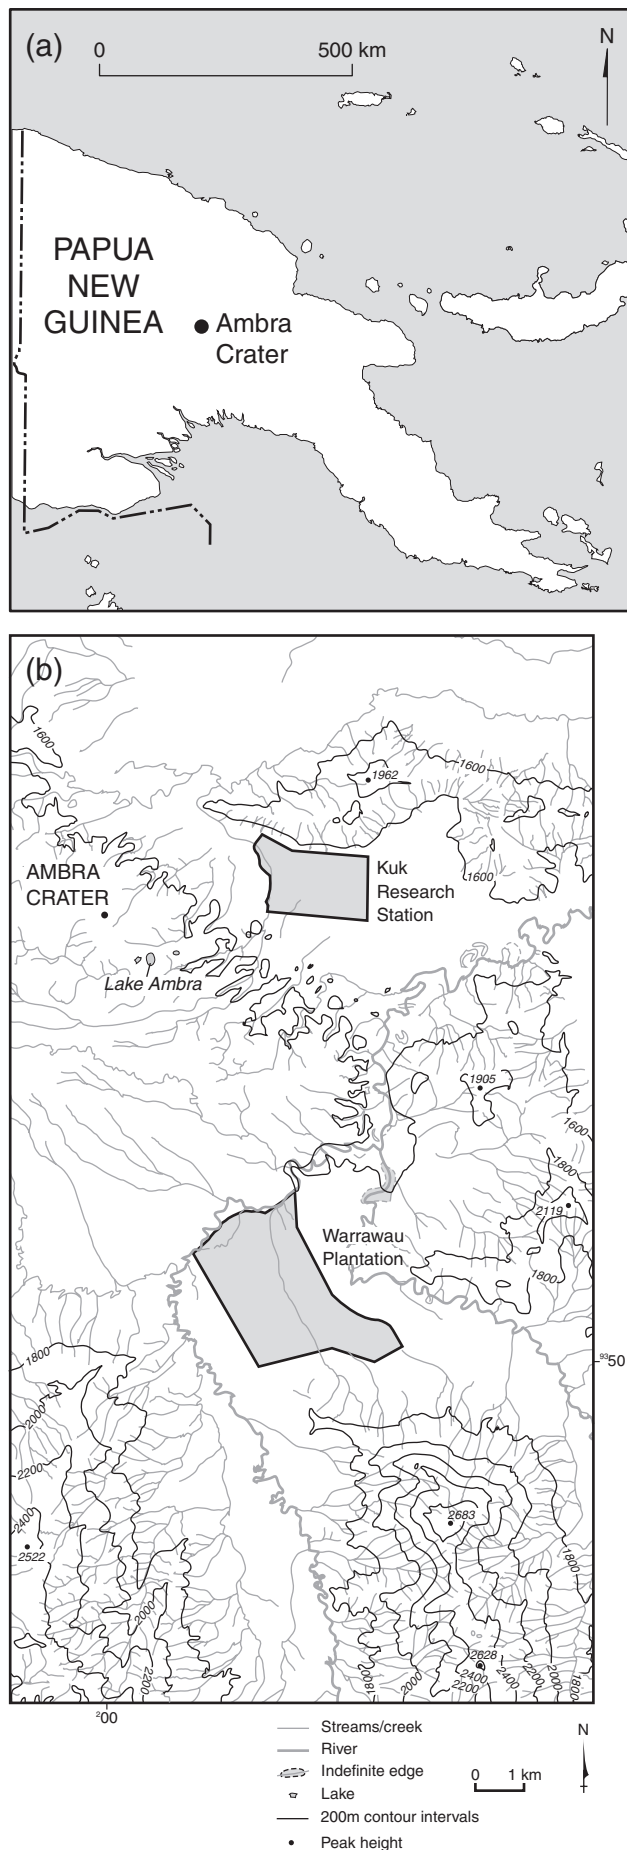 (a)
0 500 km
N
PAPUA
NEW
GUINEA
Ambra
Crater
(b)
1600
1962
1600
AMBRA
CRATER
Kuk
Research
Station
1600
Lake Ambra
1905
1600
1800
2119
Warrawau
Plantation
1800
⁹³50
1800
2000
2200
2400
2683
2522
1800
2000
2628
1800
2000
2200
2400
2200
2400
2200
2000
1800
²00
Streams/creek
River
Indefinite edge
Lake
200m contour intervals
Peak height
0 1 km
N